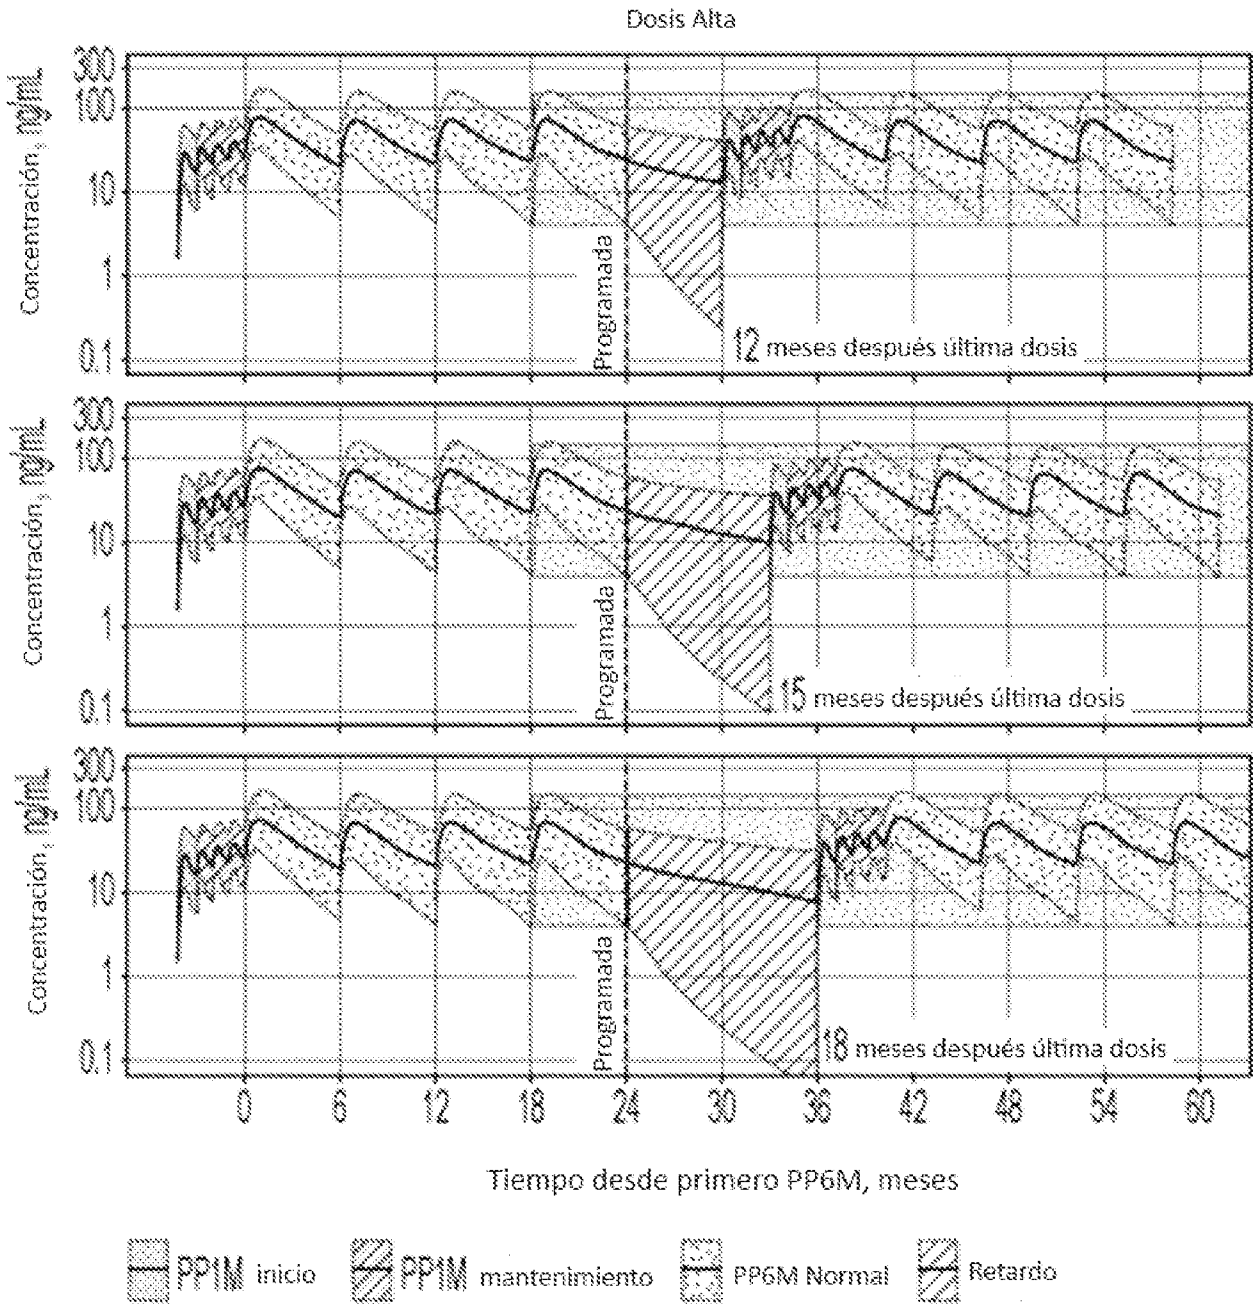 Dosis Alta
Concentración, ng/mL
300
100
10
1
0.1
Programada
12 meses después última dosis
Concentración, ng/mL
300
100
10
1
0.1
Programada
15 meses después última dosis
Concentración, ng/mL
300
100
10
1
0.1
Programada
18 meses después última dosis
0 6 12 18 24 30 36 42 48 54 60
Tiempo desde primero PP6M, meses
PP1M inicio PP1M mantenimiento PP6M Normal Retardo